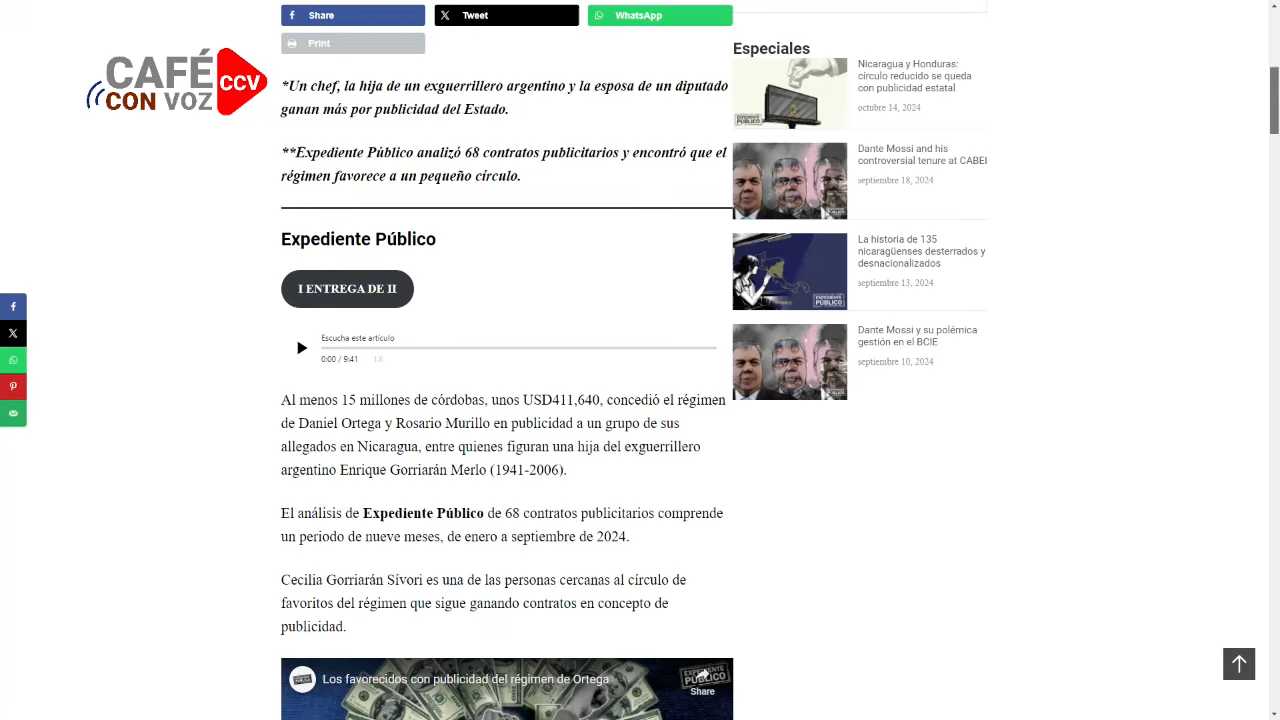 Share
Tweet
WhatsApp
Print
CAFÉ
CON VOZ
CCV
*Un chef, la hija de un exguerrillero argentino y la esposa de un diputado
ganan más por publicidad del Estado.
**Expediente Público analizó 68 contratos publicitarios y encontró que el
régimen favorece a un pequeño círculo.
Expediente Público
I ENTREGA DE II
Escucha este artículo
0:00 / 9:41 1X
Al menos 15 millones de córdobas, unos USD411,640, concedió el régimen
de Daniel Ortega y Rosario Murillo en publicidad a un grupo de sus
allegados en Nicaragua, entre quienes figuran una hija del exguerrillero
argentino Enrique Gorriarán Merlo (1941-2006).
El análisis de Expediente Público de 68 contratos publicitarios comprende
un periodo de nueve meses, de enero a septiembre de 2024.
Cecilia Gorriarán Sívori es una de las personas cercanas al círculo de
favoritos del régimen que sigue ganando contratos en concepto de
publicidad.
Los favorecidos con publicidad del régimen de Ortega
EXPEDIENTE
PÚBLICO
Share
Especiales
Nicaragua y Honduras:
círculo reducido se queda
con publicidad estatal
octubre 14, 2024
EXPEDIENTE
PÚBLICO
Dante Mossi and his
controversial tenure at CABEI
septiembre 18, 2024
La historia de 135
nicaragüenses desterrados y
desnacionalizados
septiembre 13, 2024
EXPEDIENTE
PÚBLICO
Dante Mossi y su polémica
gestión en el BCIE
septiembre 10, 2024